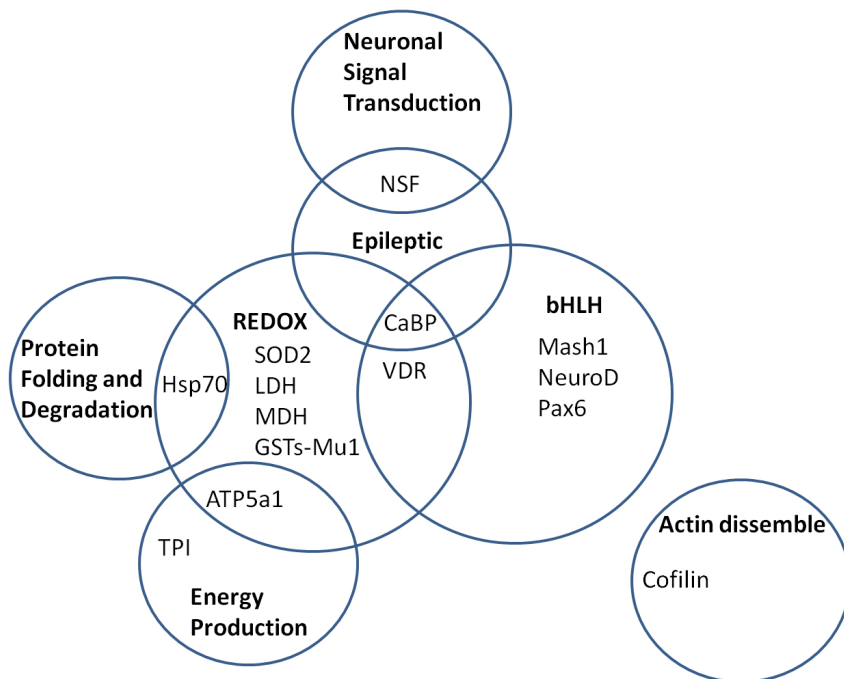 Neuronal
Signal
Transduction
NSF
Epileptic
CaBP
VDR
bHLH
Mash1
NeuroD
Pax6
REDOX
SOD2
LDH
MDH
GSTs-Mu1
Protein
Folding and
Degradation
Hsp70
ATP5a1
TPI
Energy
Production
Actin dissemble
Cofilin